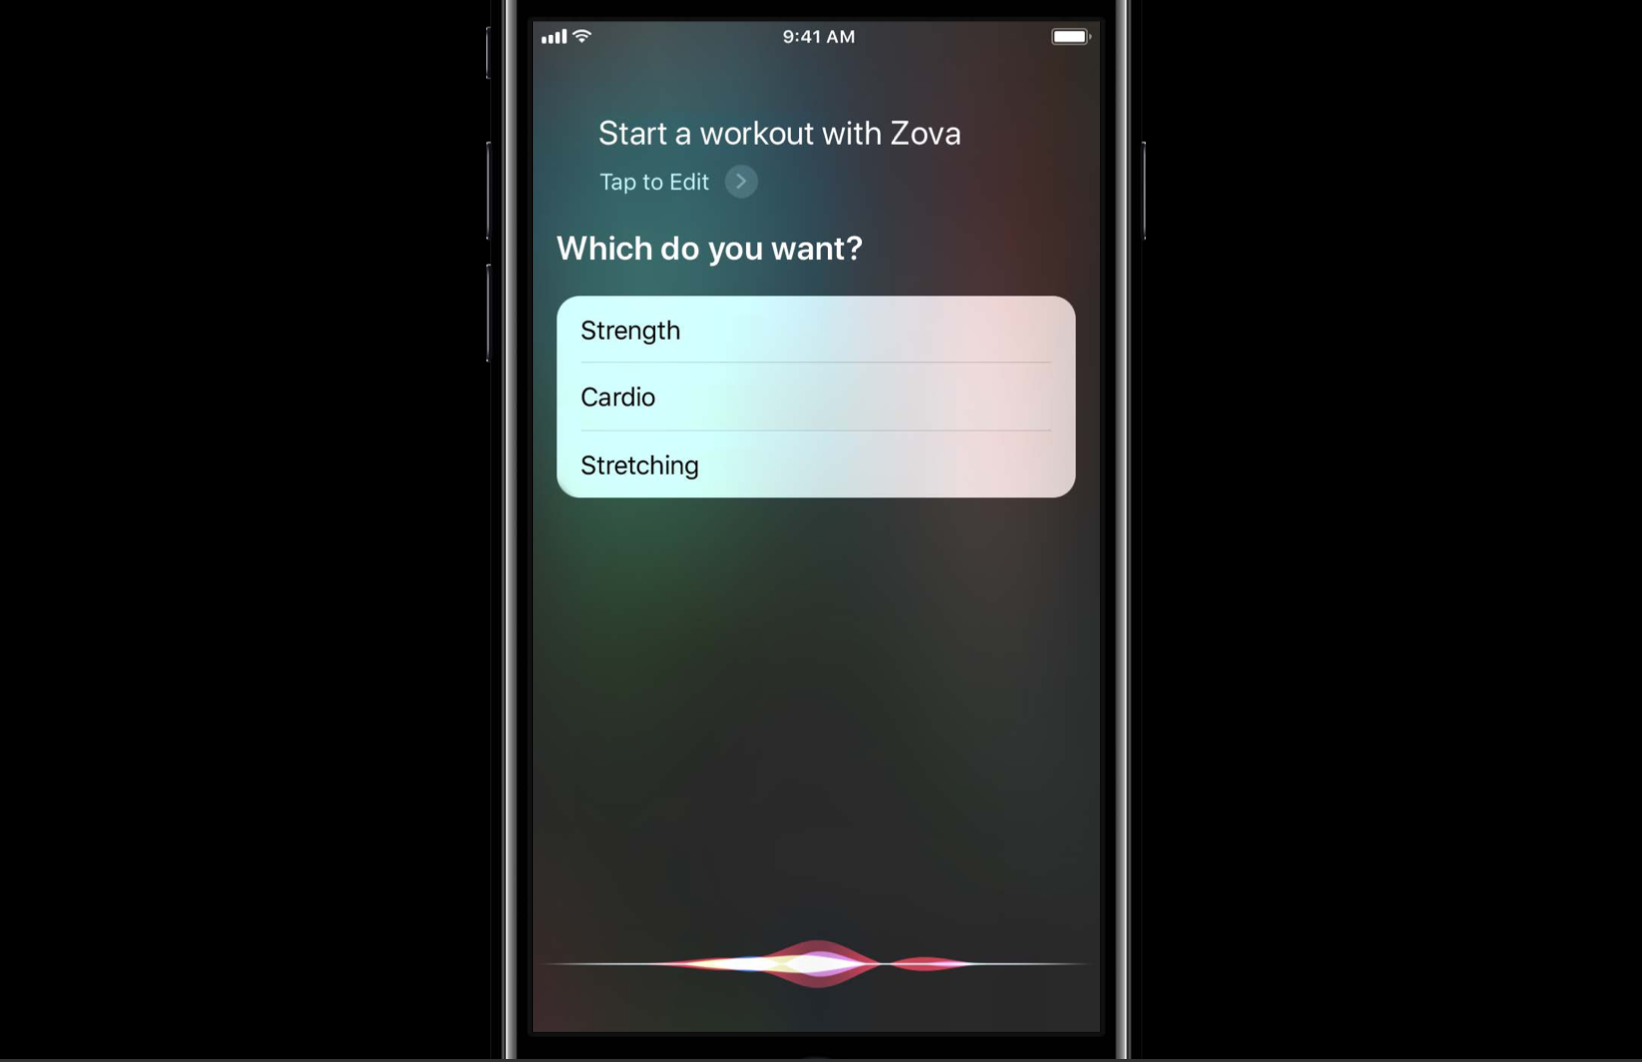 9:41 AM
Start a workout with Zova
Tap to Edit
Which do you want?
Strength
Cardio
Stretching